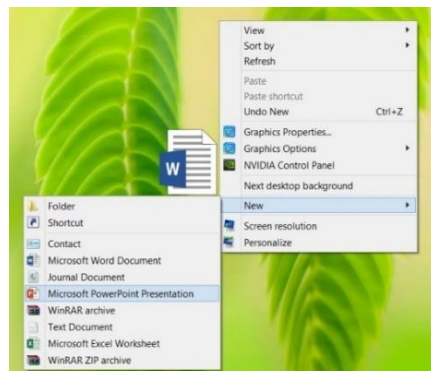 View
Sort by
Refresh
Paste
Paste shortcut
Undo New Ctrl+Z
Graphics Properties...
Graphics Options
NVIDIA Control Panel
Next desktop background
New
Screen resolution
Personalize
W
Folder
Shortcut
Contact
Microsoft Word Document
Journal Document
Microsoft PowerPoint Presentation
WinRAR archive
Text Document
Microsoft Excel Worksheet
WinRAR ZIP archive